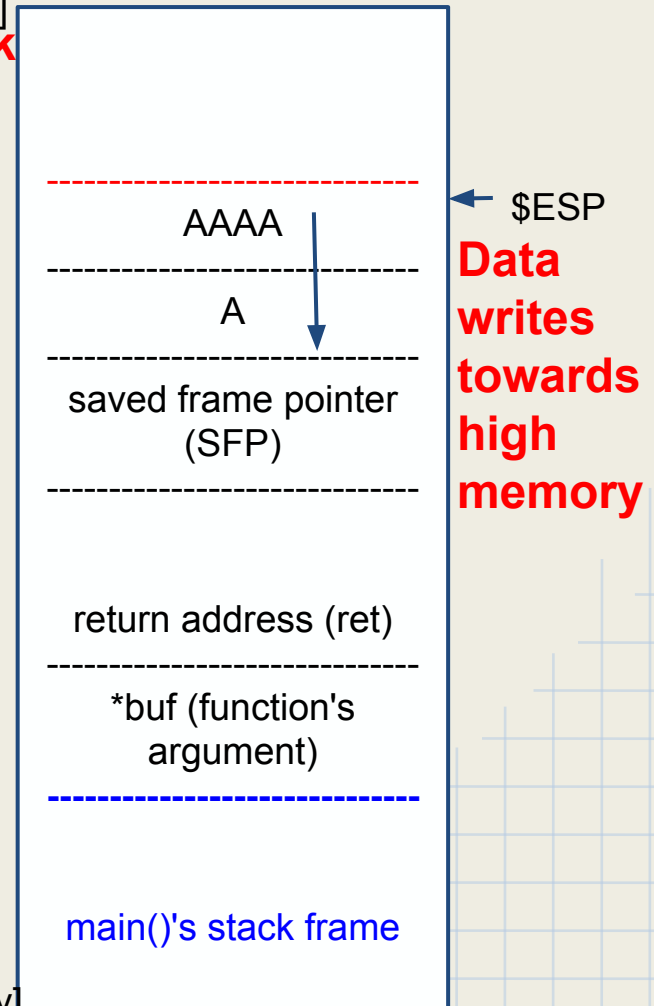 ]
k
$ESP
AAAA
Data
writes
towards
high
memory
A
saved frame pointer
(SFP)
return address (ret)
*buf (function's
argument)
main()'s stack frame
y]